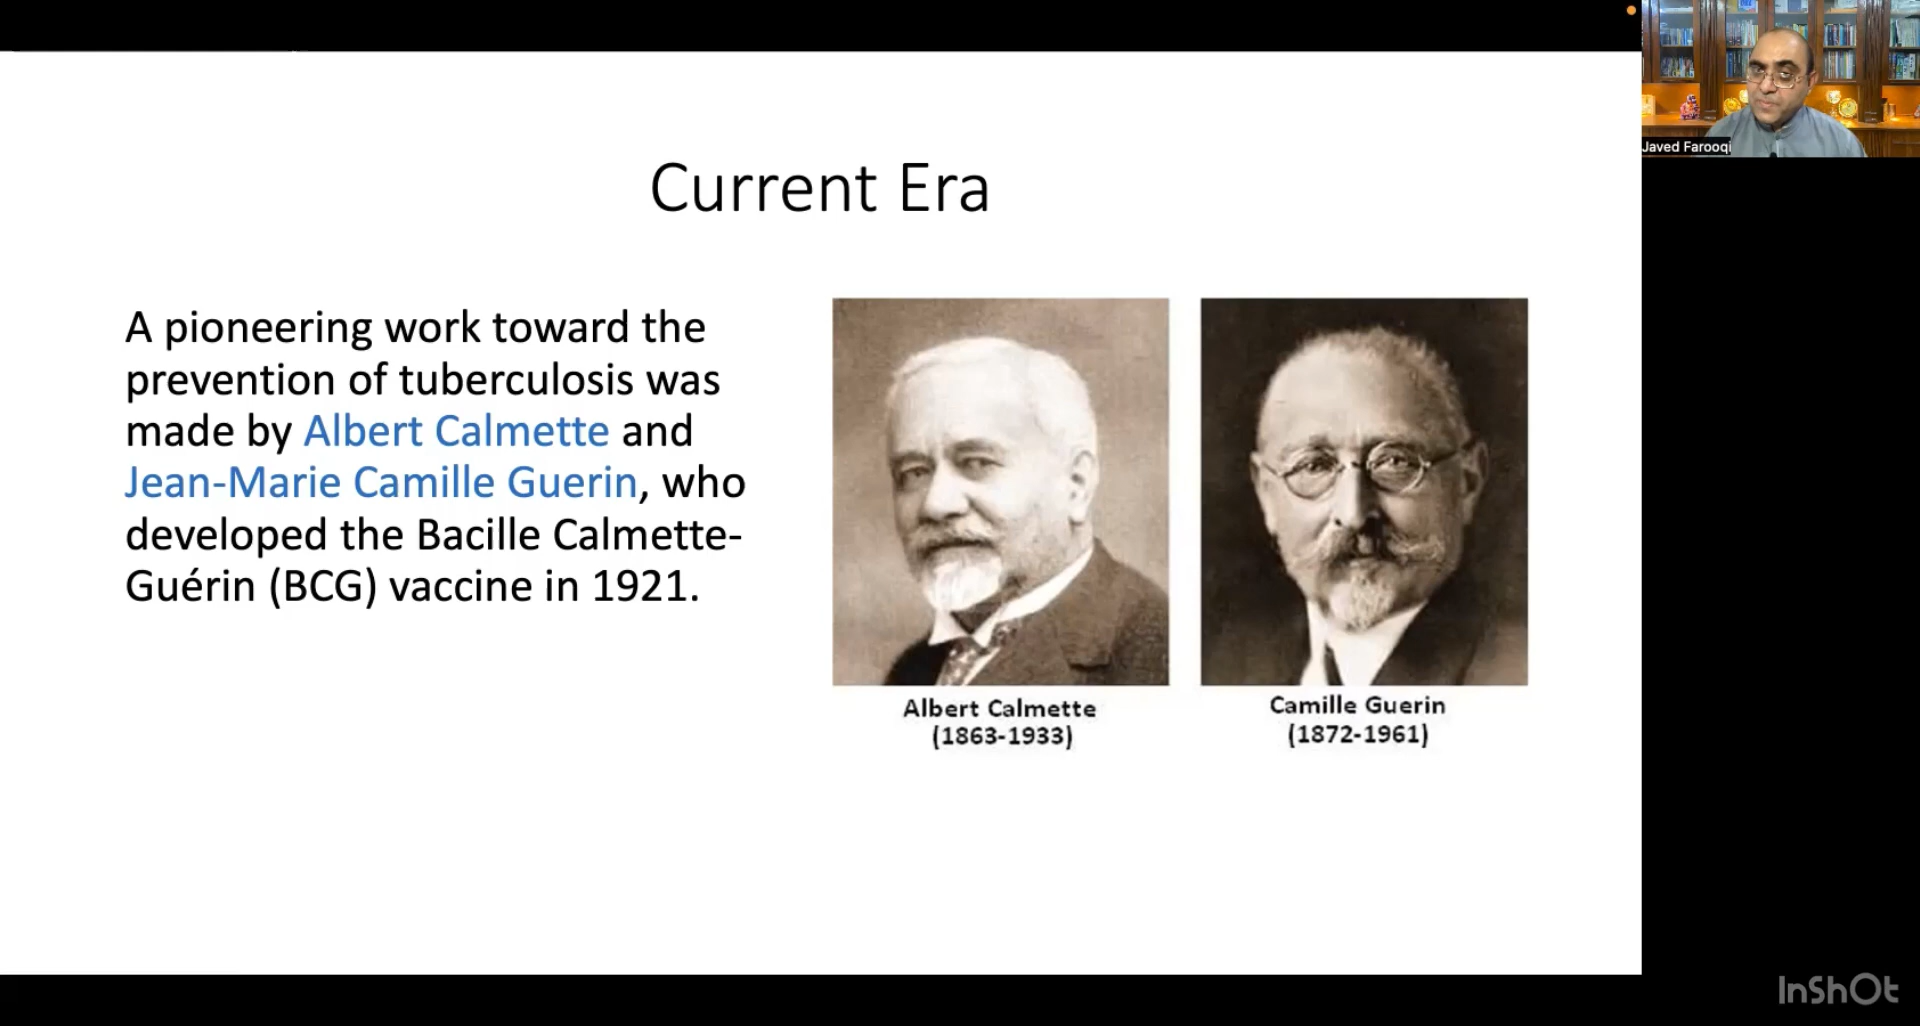 Javed Farooqi
Current Era
A pioneering work toward the
prevention of tuberculosis was
made by Albert Calmette and
Jean-Marie Camille Guerin, who
developed the Bacille Calmette-
Guérin (BCG) vaccine in 1921.
Albert Calmette
(1863-1933)
Camille Guerin
(1872-1961)
InShOt